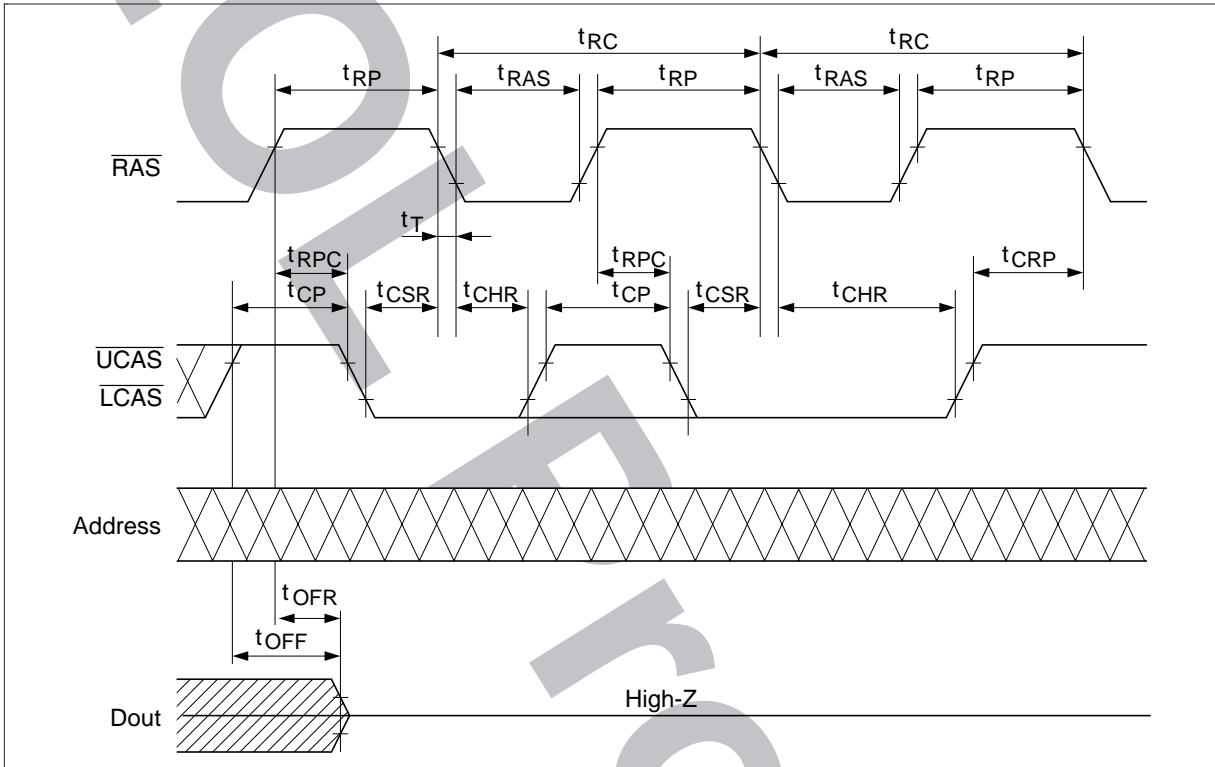 tRC tRC
tRP tRAS tRP tRAS tRP
RAS
tT
tRPC tRPC tCRP
tCP tCSR tCHR tCP tCSR tCHR
UCAS
LCAS
Address
tOFR
tOFF
High-Z
Dout